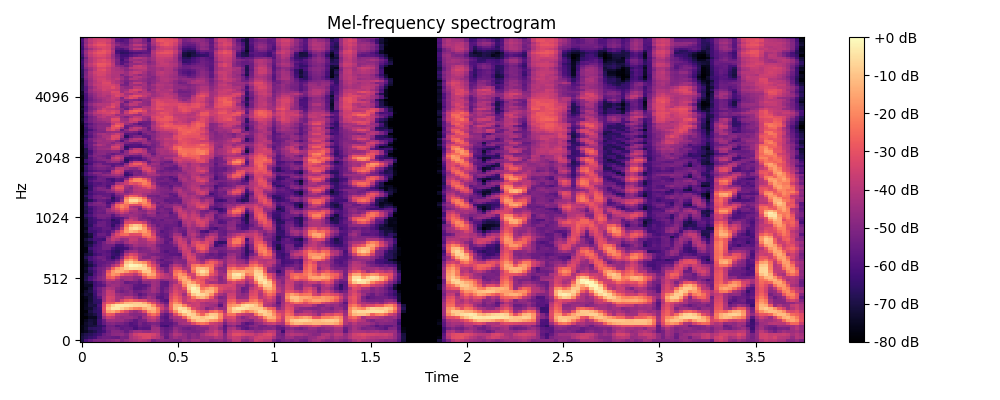 Mel-frequency spectrogram
+0 dB
-10 dB
-20 dB
-30 dB
-40 dB
-50 dB
-60 dB
-70 dB
-80 dB
Hz
4096
2048
1024
512
0
0 0.5 1 1.5 2 2.5 3 3.5
Time